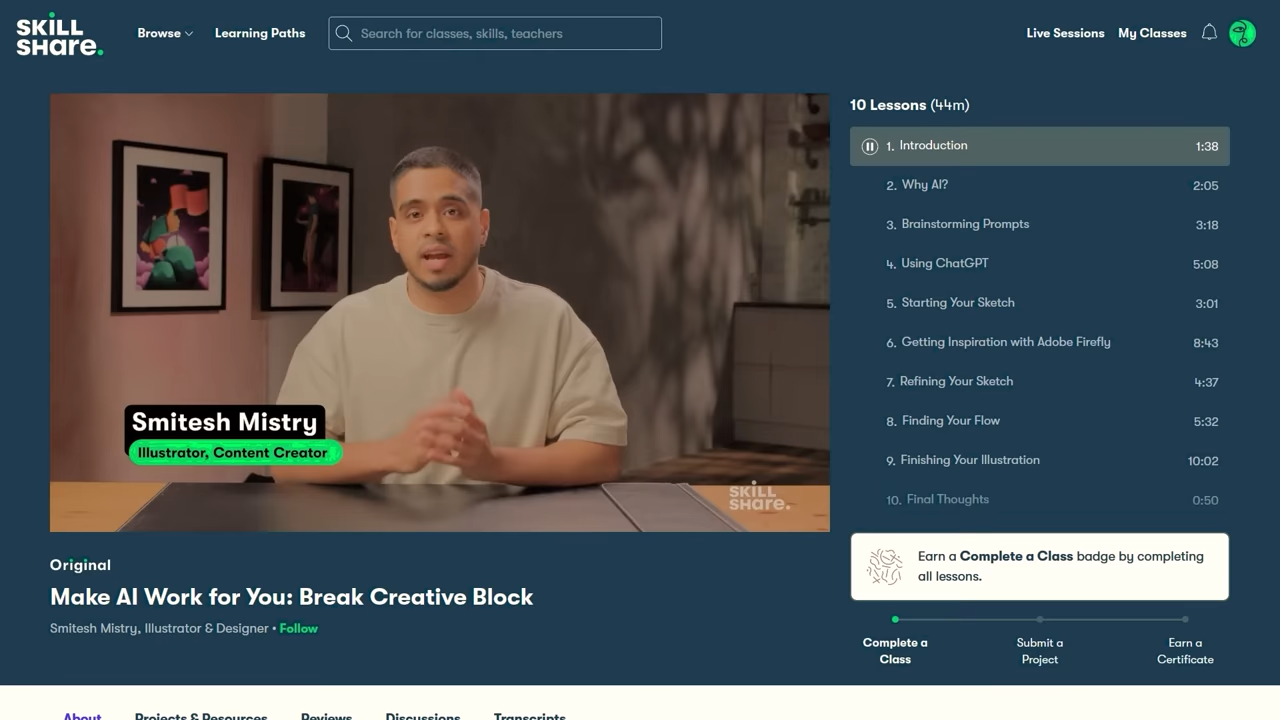 SKiLL
SHare.
Browse
Learning Paths
Search for classes, skills, teachers
Live Sessions
My Classes
Smitesh Mistry
Illustrator, Content Creator
SKiLL
SHare.
Original
Make AI Work for You: Break Creative Block
Smitesh Mistry, Illustrator & Designer • Follow
10 Lessons (44m)
1. Introduction 1:38
2. Why AI? 2:05
3. Brainstorming Prompts 3:18
4. Using ChatGPT 5:08
5. Starting Your Sketch 3:01
6. Getting Inspiration with Adobe Firefly 8:43
7. Refining Your Sketch 4:37
8. Finding Your Flow 5:32
9. Finishing Your Illustration 10:02
10. Final Thoughts 0:50
Earn a Complete a Class badge by completing
all lessons.
Complete a
Class
Submit a
Project
Earn a
Certificate
About
Projects & Resources
Reviews
Discussions
Transcripts